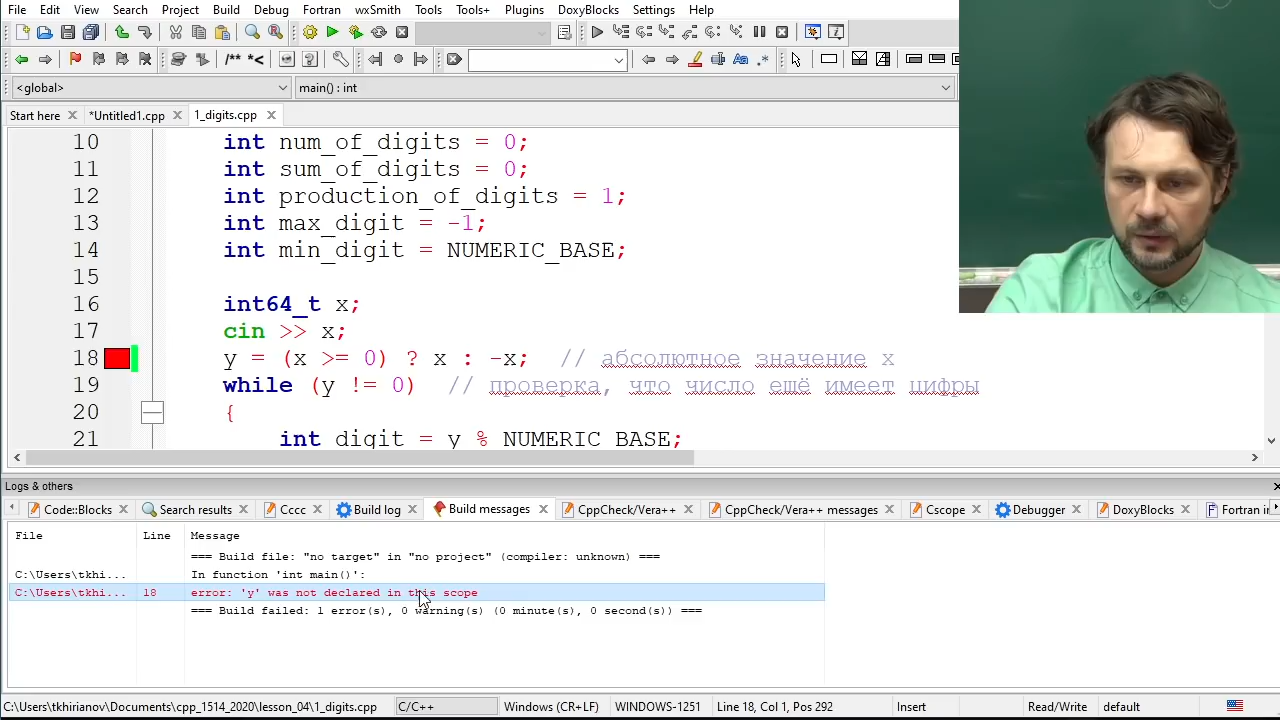 File Edit View Search Project Build Debug Fortran wxSmith Tools Tools+ Plugins DoxyBlocks Settings Help
/** *<
Aa .*
<global> main() : int
Start here *Untitled1.cpp 1_digits.cpp
10 int num_of_digits = 0;
11 int sum_of_digits = 0;
12 int production_of_digits = 1;
13 int max_digit = -1;
14 int min_digit = NUMERIC_BASE;
15
16 int64_t x;
17 cin >> x;
18 y = (x >= 0) ? x : -x; // абсолютное значение x
19 while (y != 0) // проверка, что число ешё имеет цифры
20 {
21 int digit = y % NUMERIC_BASE;
Logs & others
Code::Blocks Search results Cccc Build log Build messages CppCheck/Vera++ CppCheck/Vera++ messages Cscope Debugger DoxyBlocks Fortran in
File Line Message
=== Build file: "no target" in "no project" (compiler: unknown) ===
C:\Users\tkhi... In function 'int main()':
C:\Users\tkhi... 18 error: 'y' was not declared in this scope
=== Build failed: 1 error(s), 0 warning(s) (0 minute(s), 0 second(s)) ===
C:\Users\tkhirianov\Documents\cpp_1514_2020\lesson_04\1_digits.cpp C/C++ Windows (CR+LF) WINDOWS-1251 Line 18, Col 1, Pos 292 Insert Read/Write default